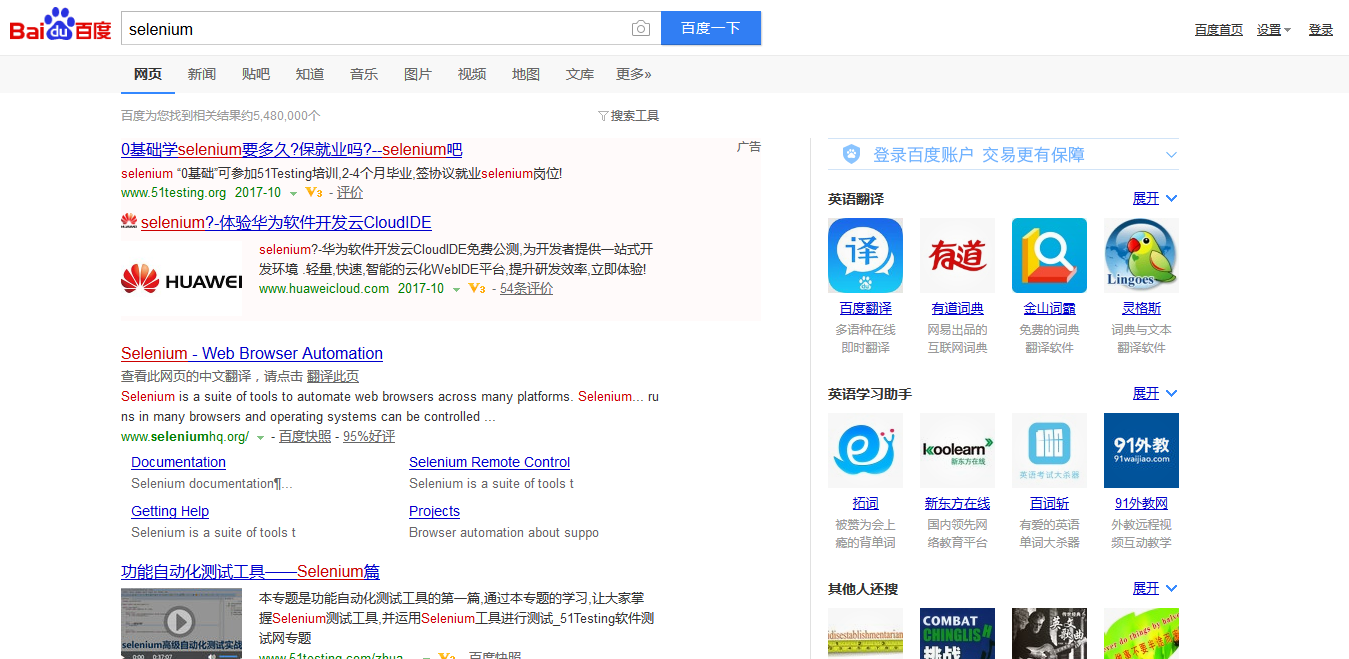 Bai du 百度
selenium
百度一下
百度首页 设置 登录
网页 新闻 贴吧 知道 音乐 图片 视频 地图 文库 更多»
百度为您找到相关结果约5,480,000个
搜索工具
0基础学selenium要多久?保就业吗?--selenium吧
广告
selenium “0基础”可参加51Testing培训,2-4个月毕业,签协议就业selenium岗位!
www.51testing.org 2017-10 V3 - 评价
HUAWEI
selenium?-体验华为软件开发云CloudIDE
HUAWEI
selenium?-华为软件开发云CloudIDE免费公测,为开发者提供一站式开
发环境 .轻量,快速,智能的云化WebIDE平台,提升研发效率,立即体验!
www.huaweicloud.com 2017-10 V3 - 54条评价
Selenium - Web Browser Automation
查看此网页的中文翻译，请点击 翻译此页
Selenium is a suite of tools to automate web browsers across many platforms. Selenium... ru
ns in many browsers and operating systems can be controlled ...
www.seleniumhq.org/ - 百度快照 - 95%好评
Documentation
Selenium documentation¶...
Selenium Remote Control
Selenium is a suite of tools t
Getting Help
Selenium is a suite of tools t
Projects
Browser automation about suppo
功能自动化测试工具——Selenium篇
selenium高级自动化测试实战
本专题是功能自动化测试工具的第一篇,通过本专题的学习,让大家掌
握Selenium测试工具,并运用Selenium工具进行测试_51Testing软件测
试网专题
www.51testing.com/zhua... V3 - 百度快照
登录百度账户 交易更有保障
英语翻译 展开
译
有道
Lingoes
百度翻译 有道词典 金山词霸 灵格斯
多语种在线 网易出品的 免费的词典 词典与文本
即时翻译 互联网词典 翻译软件 翻译软件
英语学习助手 展开
koolearn
新东方在线
英语考试大杀器
91外教
91waijiao.com
拓词 新东方在线 百词斩 91外教网
被赞为会上 国内领先网 有爱的英语 外教远程视
瘾的背单词 络教育平台 单词大杀器 频互动教学
其他人还搜 展开
idisestablishmentarian
COMBAT
CHINGLISH
挑战
英文
歌曲